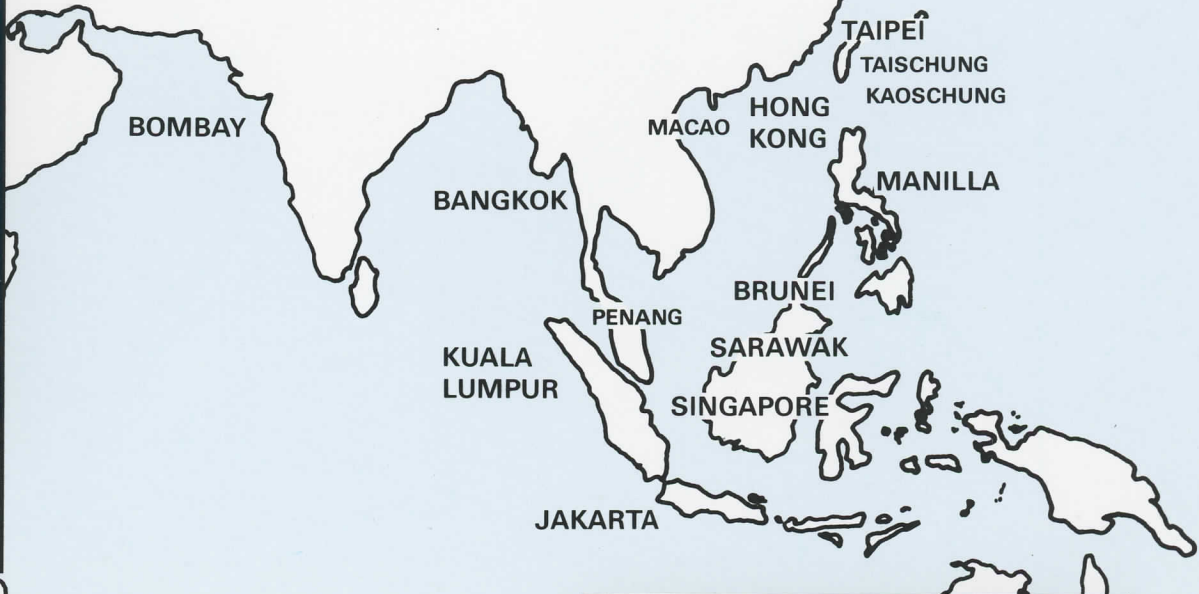 TAIPEI
TAISCHUNG
KAOSCHUNG
HONG
KONG
MACAO
BOMBAY
MANILLA
BANGKOK
BRUNEI
PENANG
SARAWAK
KUALA
LUMPUR
SINGAPORE
JAKARTA